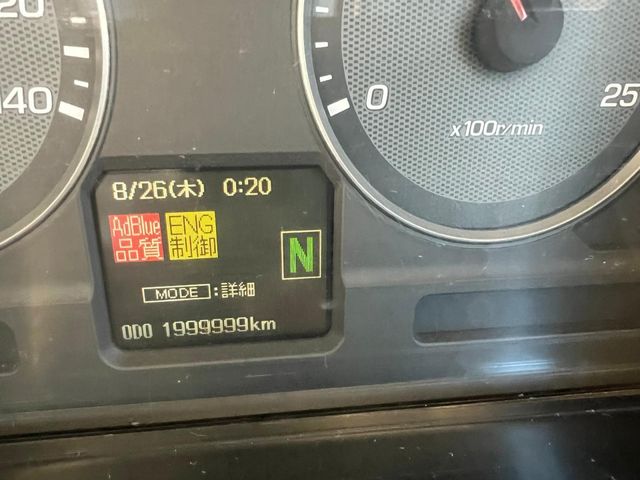 20
140
0
25
x100r/min
8/26(木) 0:20
AdBlue 品質
ENG 制御
N
MODE :詳細
ODO 1999999km